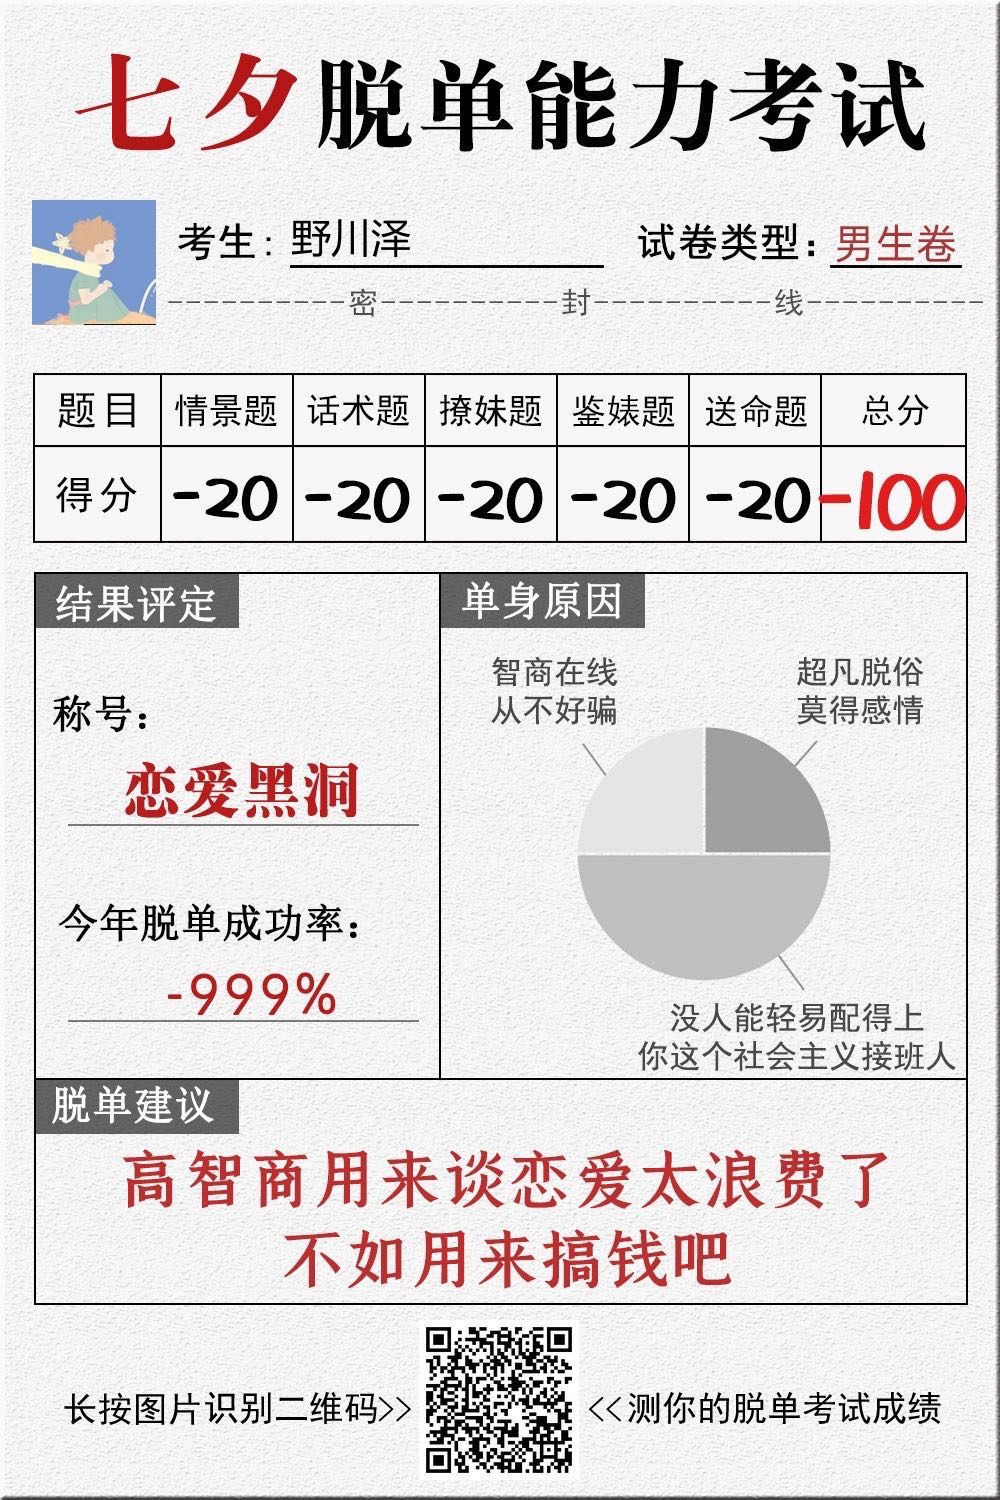 七夕脱单能力考试
考生：野川泽 试卷类型：男生卷
----------密----------封----------线----------
题目 情景题 话术题 撩妹题 鉴婊题 送命题 总分
得分 -20 -20 -20 -20 -20 -100
结果评定
称号：
恋爱黑洞
今年脱单成功率：
-999%
单身原因
智商在线
从不好骗
超凡脱俗
莫得感情
没人能轻易配得上
你这个社会主义接班人
脱单建议
高智商用来谈恋爱太浪费了
不如用来搞钱吧
长按图片识别二维码>> <<测你的脱单考试成绩